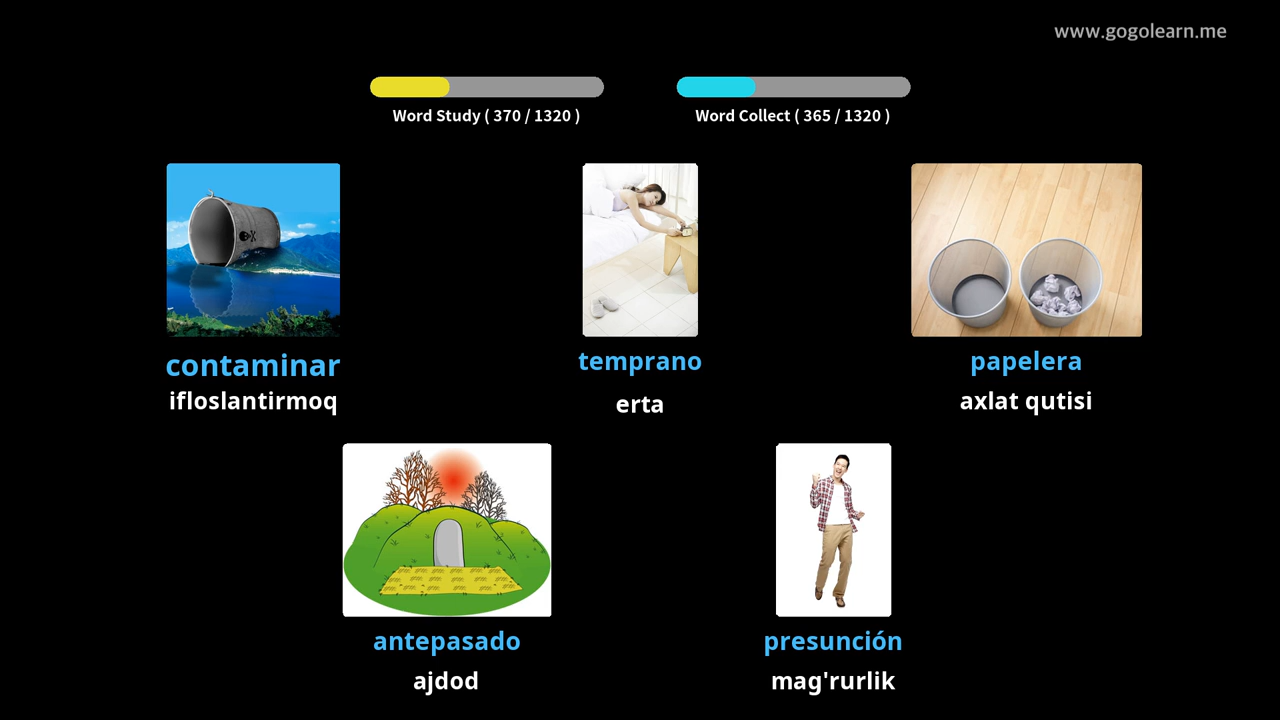 www.gogolearn.me
Word Study ( 370 / 1320 )
Word Collect ( 365 / 1320 )
contaminar
ifloslantirmoq
temprano
erta
papelera
axlat qutisi
antepasado
ajdod
presunción
mag'rurlik